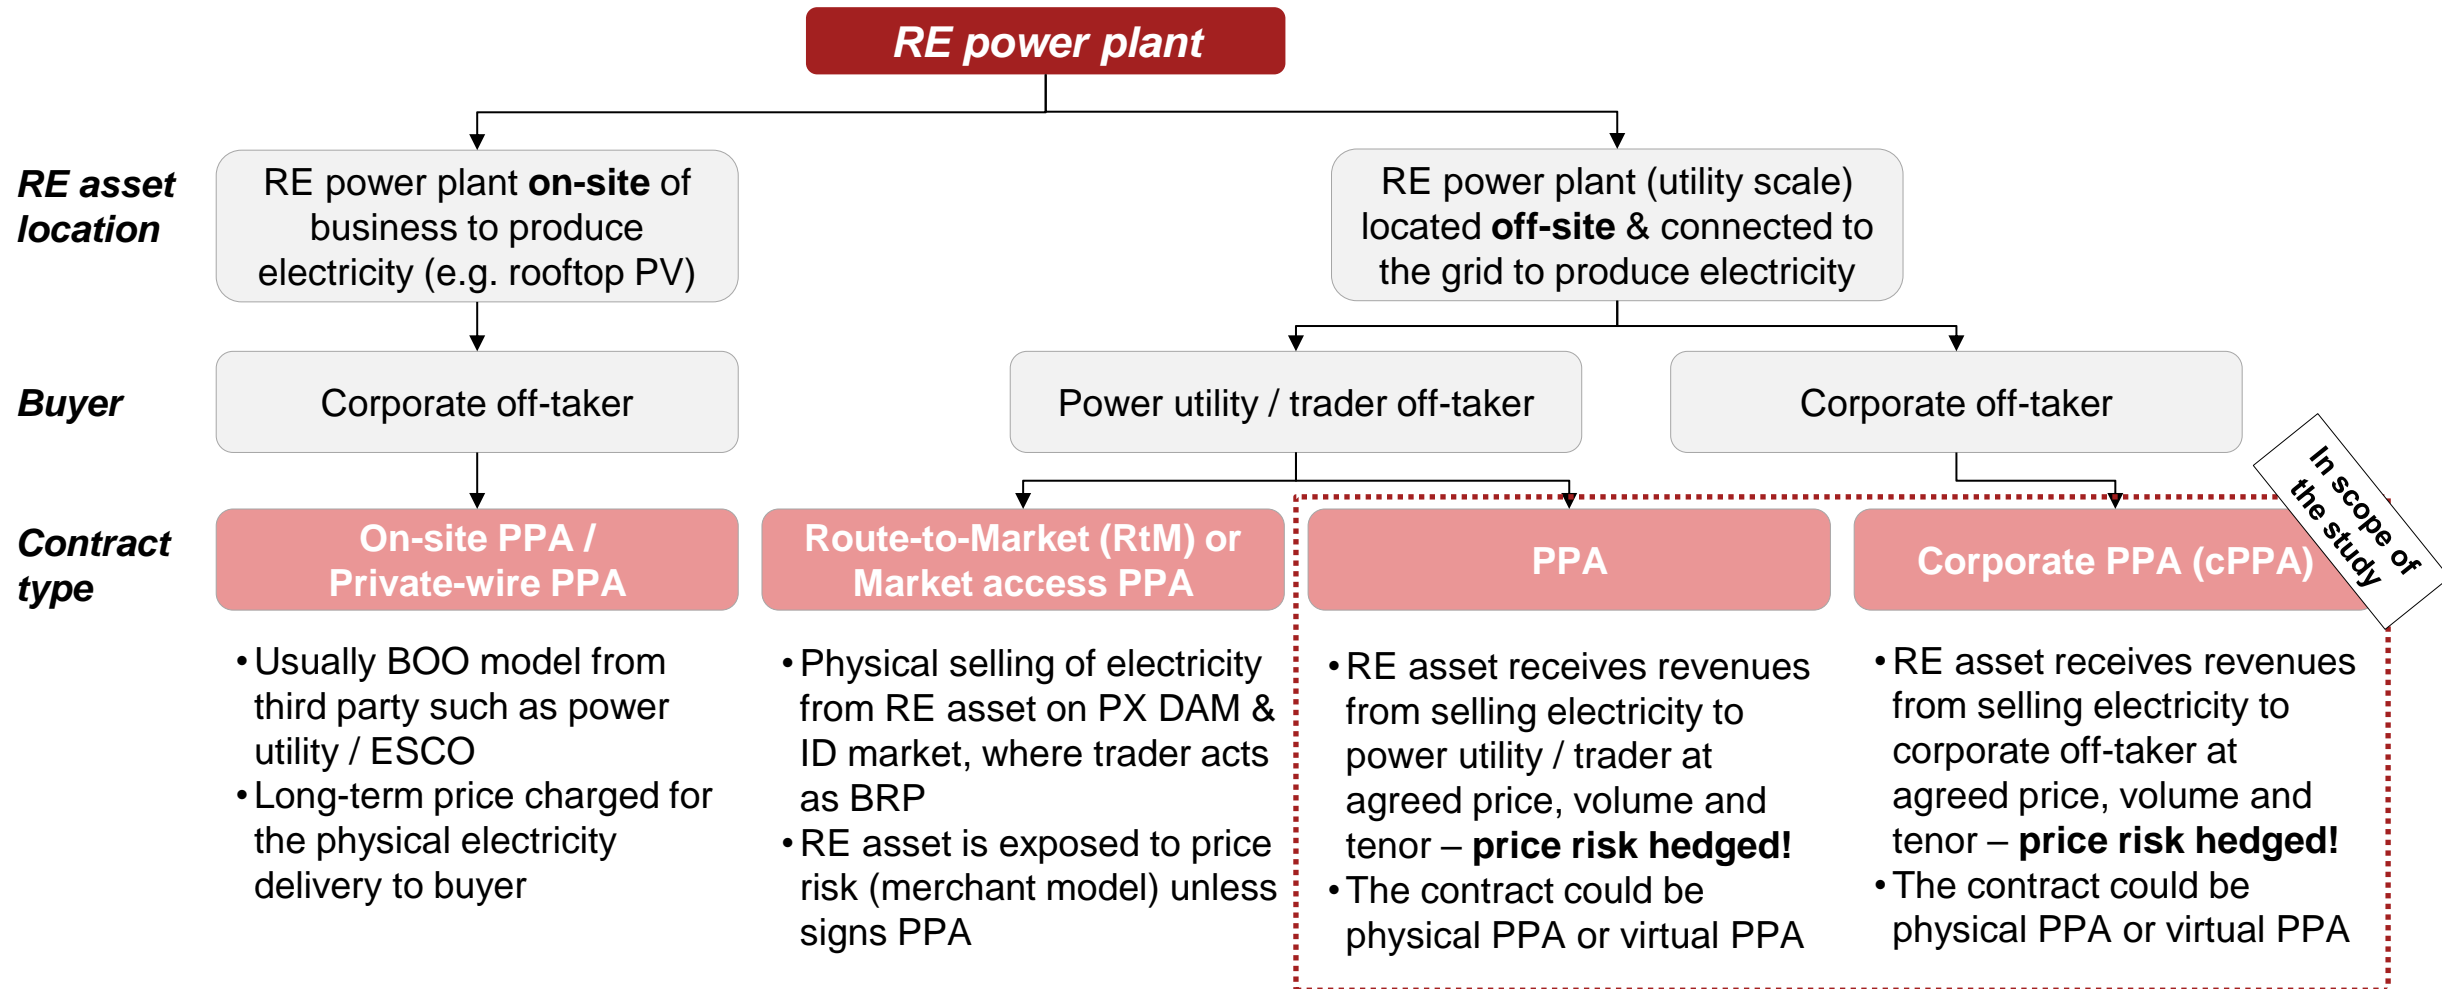 RE power plant
RE asset
location
RE power plant on-site of
business to produce
electricity (e.g. rooftop PV)
RE power plant (utility scale)
located off-site & connected to
the grid to produce electricity
Buyer
Corporate off-taker
Power utility / trader off-taker
Corporate off-taker
In scope of
the study
Contract
type
On-site PPA /
Private-wire PPA
Route-to-Market (RtM) or
Market access PPA
PPA
Corporate PPA (cPPA)
• Usually BOO model from
third party such as power
utility / ESCO
• Long-term price charged for
the physical electricity
delivery to buyer
• Physical selling of electricity
from RE asset on PX DAM &
ID market, where trader acts
as BRP
• RE asset is exposed to price
risk (merchant model) unless
signs PPA
• RE asset receives revenues
from selling electricity to
power utility / trader at
agreed price, volume and
tenor – price risk hedged!
• The contract could be
physical PPA or virtual PPA
• RE asset receives revenues
from selling electricity to
corporate off-taker at
agreed price, volume and
tenor – price risk hedged!
• The contract could be
physical PPA or virtual PPA